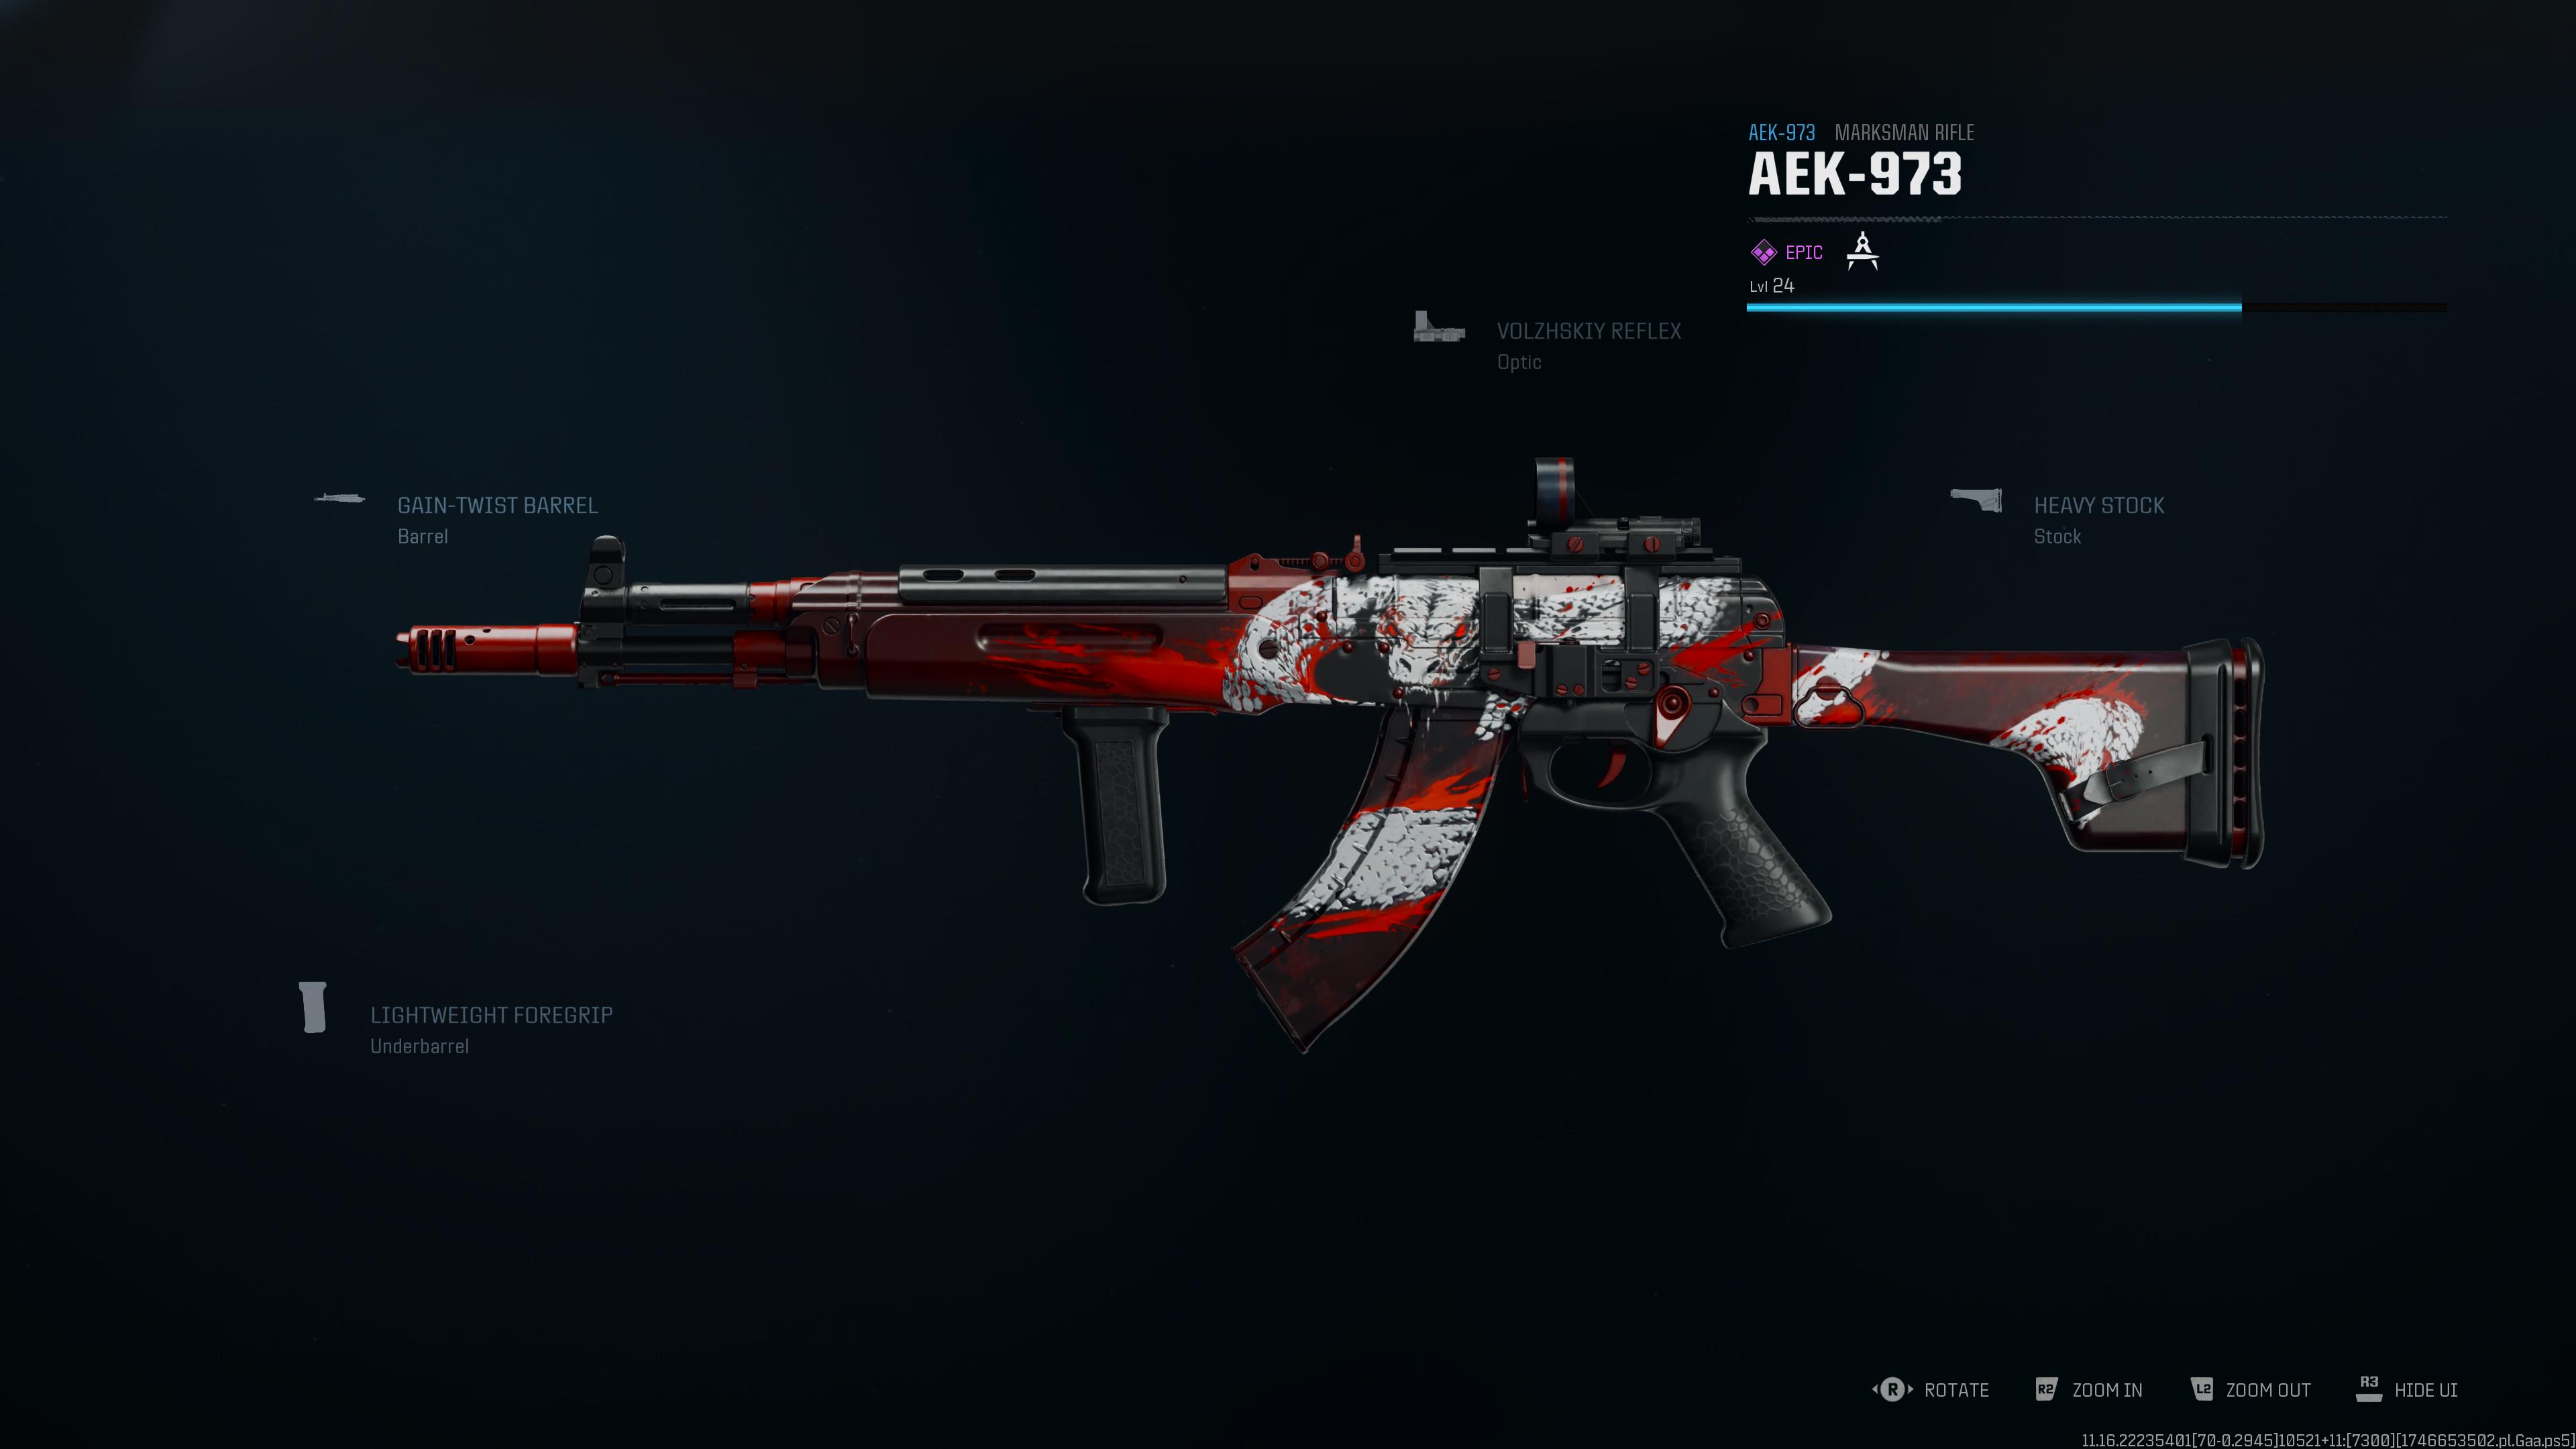 AEK-973 MARKSMAN RIFLE
AEK-973
EPIC
Lvl 24
VOLZHSKIY REFLEX
Optic
GAIN-TWIST BARREL
Barrel
HEAVY STOCK
Stock
LIGHTWEIGHT FOREGRIP
Underbarrel
R ROTATE R2 ZOOM IN L2 ZOOM OUT R3 HIDE UI
11.16.22235401[70-0.2945]10521+11:[7300][1746653502.pl.Gaa.ps5]